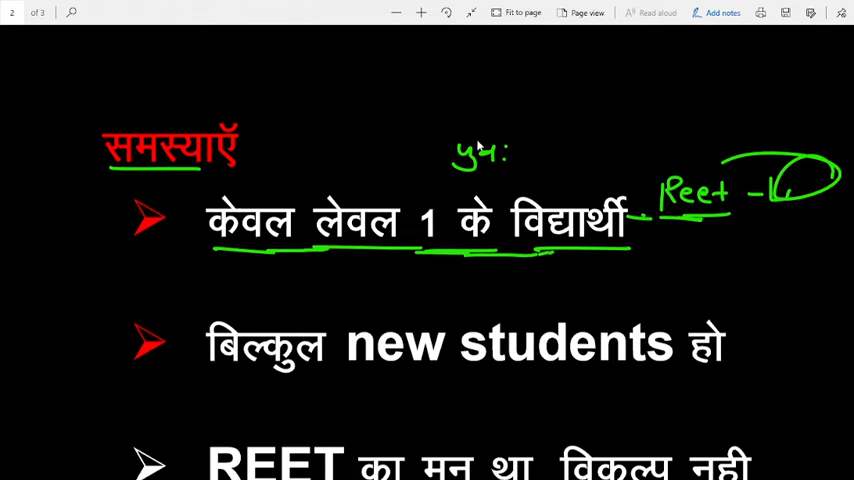 2 of 3 Fit to page Page view Read aloud Add notes
समस्याऍ
पुनः
केवल लेवल 1 के विद्यार्थी - Reet - L
बिल्कुल new students हो
REET का मन था विकल्प नही